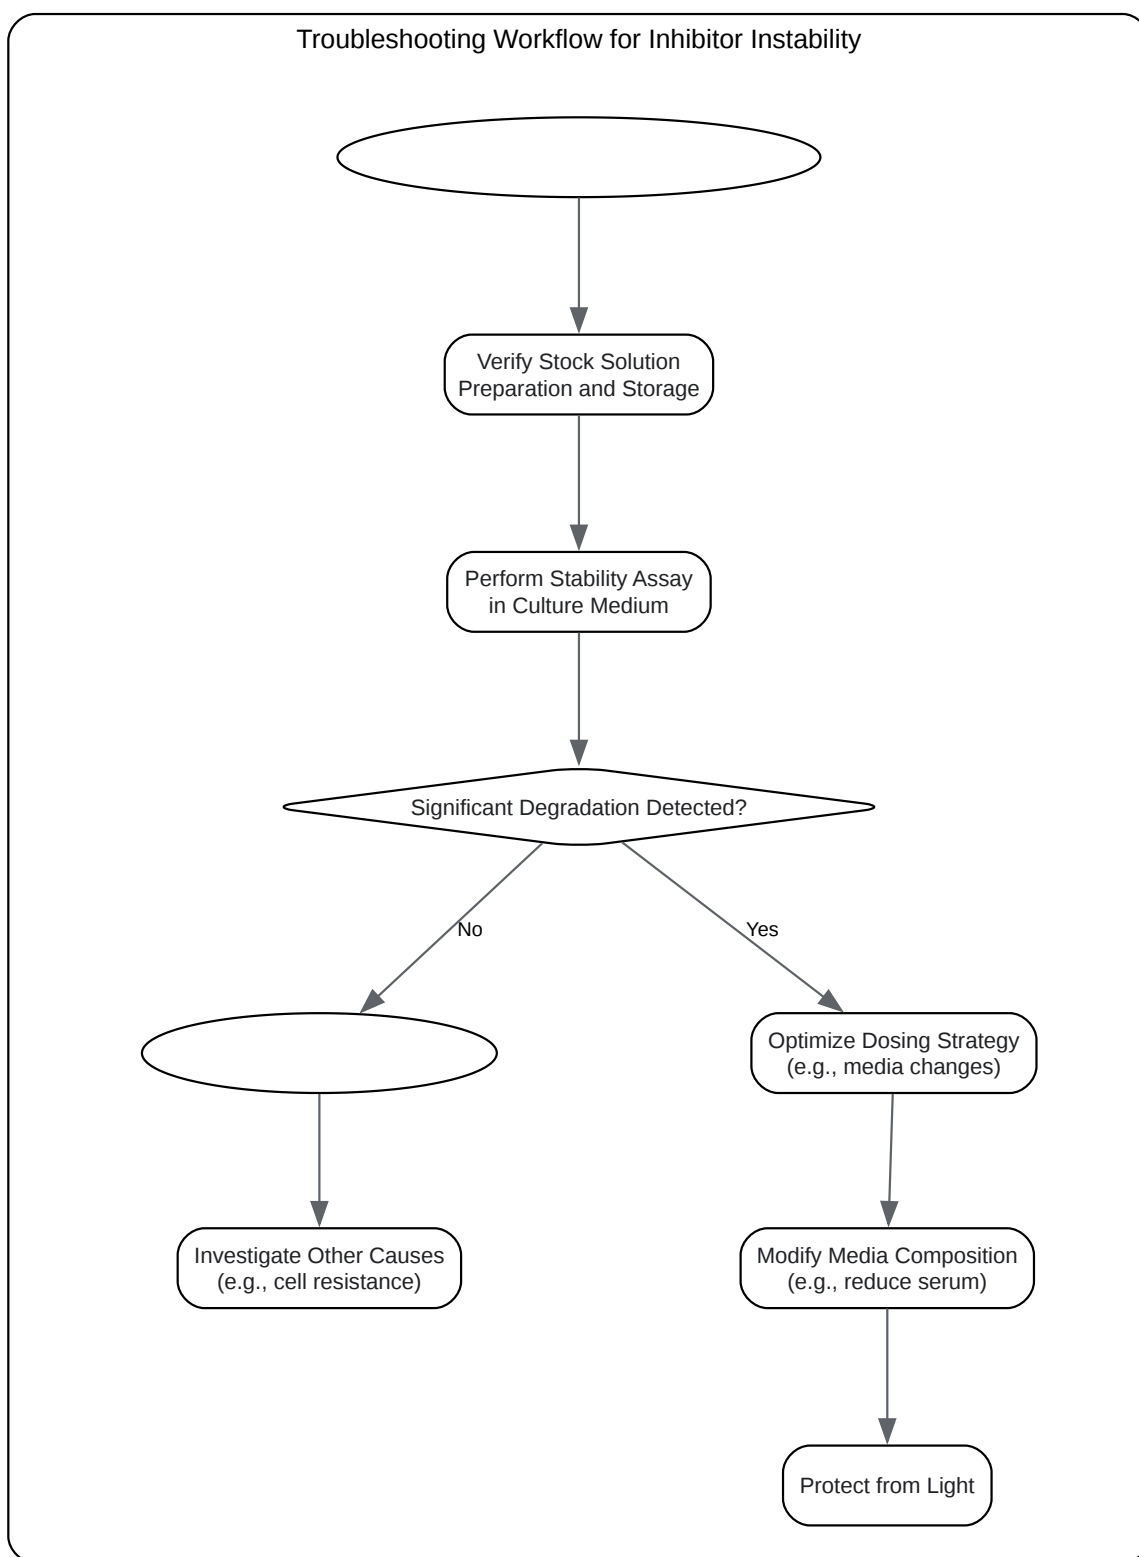 Troubleshooting Workflow for Inhibitor Instability
Verify Stock Solution
Preparation and Storage
Perform Stability Assay
in Culture Medium
Significant Degradation Detected?
No
Yes
Optimize Dosing Strategy
(e.g., media changes)
Investigate Other Causes
(e.g., cell resistance)
Modify Media Composition
(e.g., reduce serum)
Protect from Light